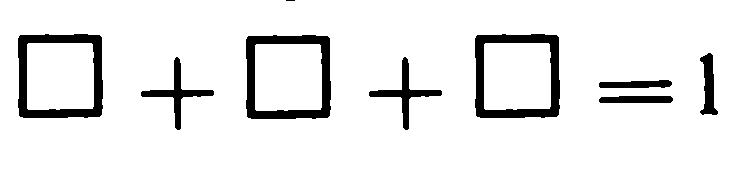 □ + □ + □ = 1